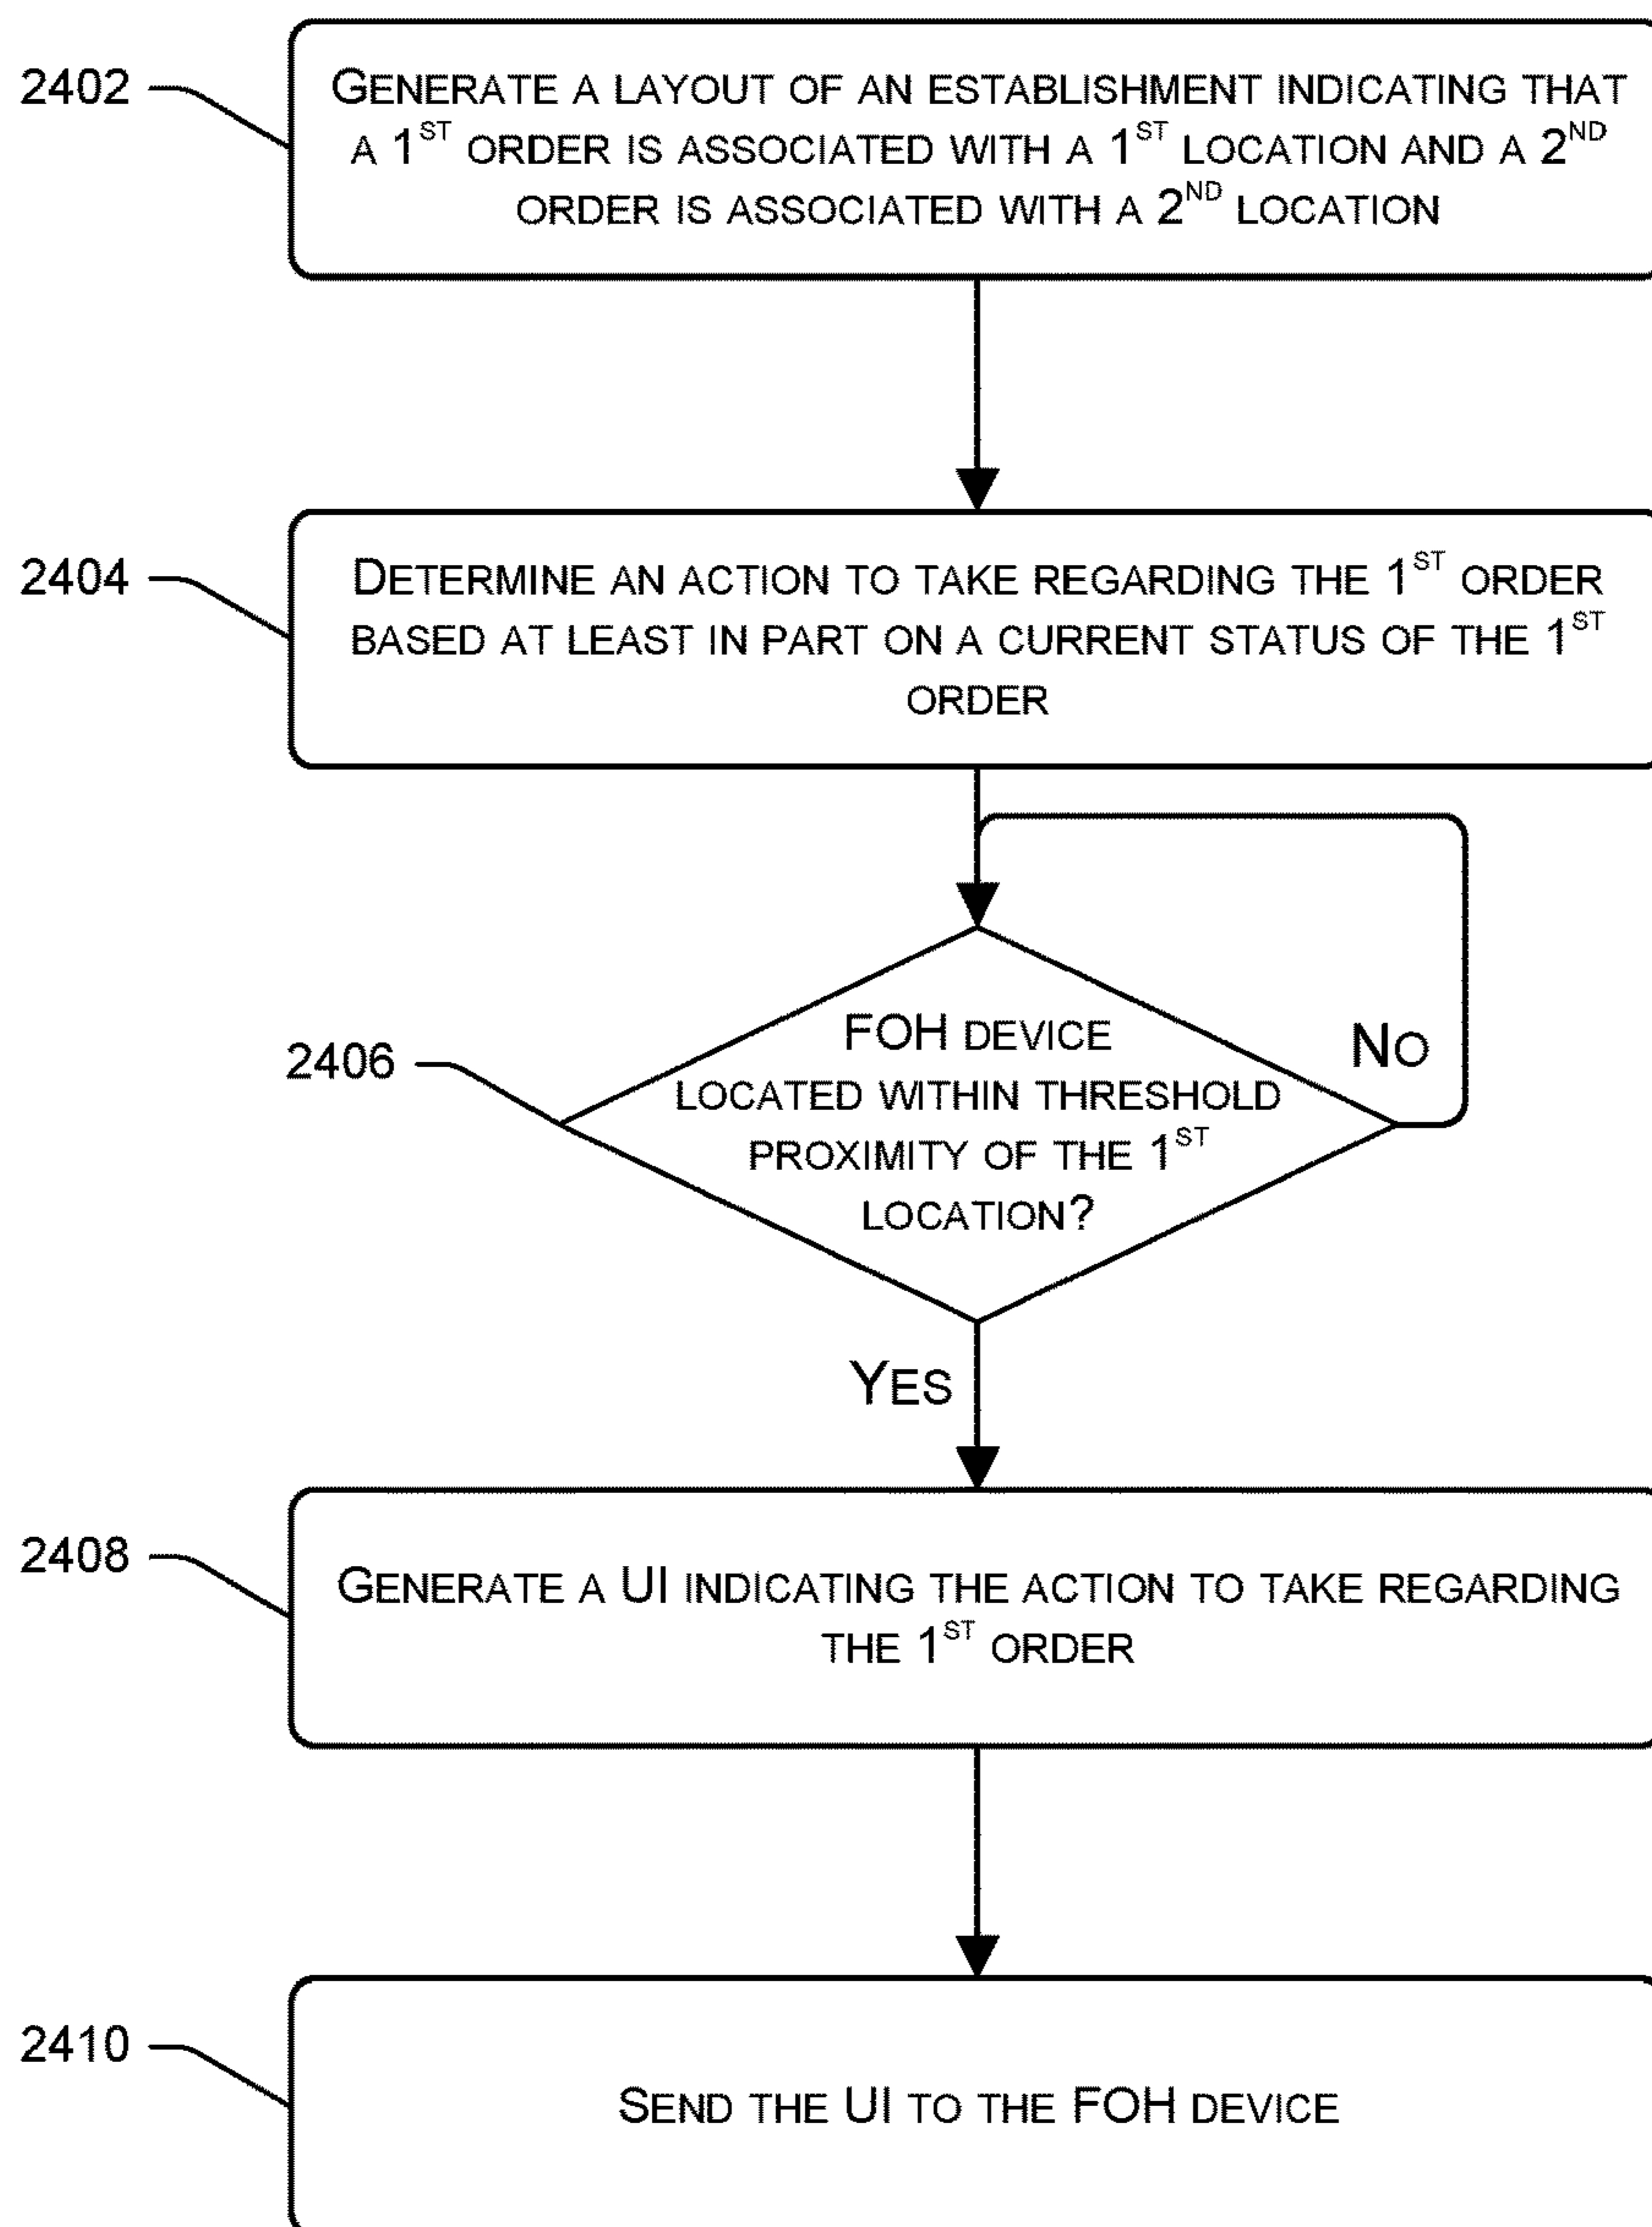 2402
GENERATE A LAYOUT OF AN ESTABLISHMENT INDICATING THAT
A 1ST ORDER IS ASSOCIATED WITH A 1ST LOCATION AND A 2ND
ORDER IS ASSOCIATED WITH A 2ND LOCATION
2404
DETERMINE AN ACTION TO TAKE REGARDING THE 1ST ORDER
BASED AT LEAST IN PART ON A CURRENT STATUS OF THE 1ST
ORDER
2406
FOH DEVICE
LOCATED WITHIN THRESHOLD
PROXIMITY OF THE 1ST
LOCATION?
NO
YES
2408
GENERATE A UI INDICATING THE ACTION TO TAKE REGARDING
THE 1ST ORDER
2410
SEND THE UI TO THE FOH DEVICE